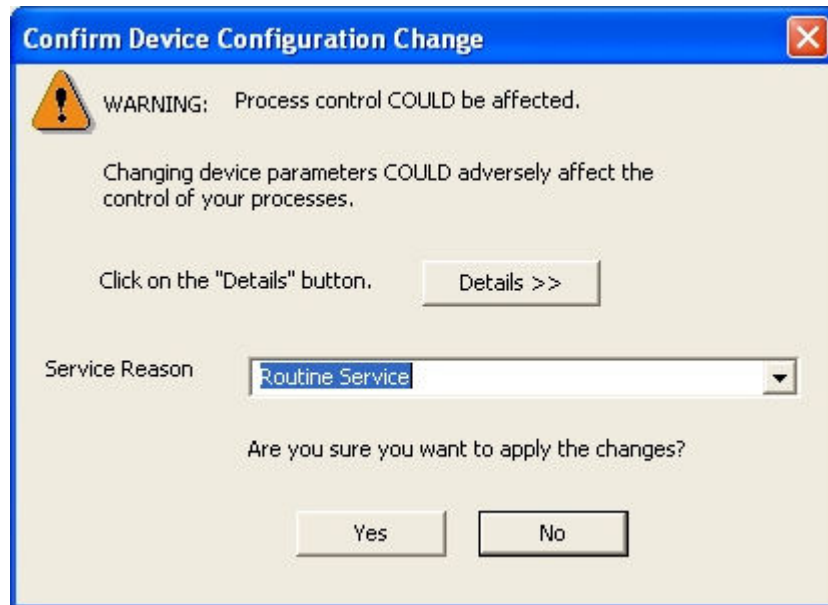 Confirm Device Configuration Change
WARNING: Process control COULD be affected.
Changing device parameters COULD adversely affect the
control of your processes.
Click on the "Details" button. Details >>
Service Reason Routine Service
Are you sure you want to apply the changes?
Yes No